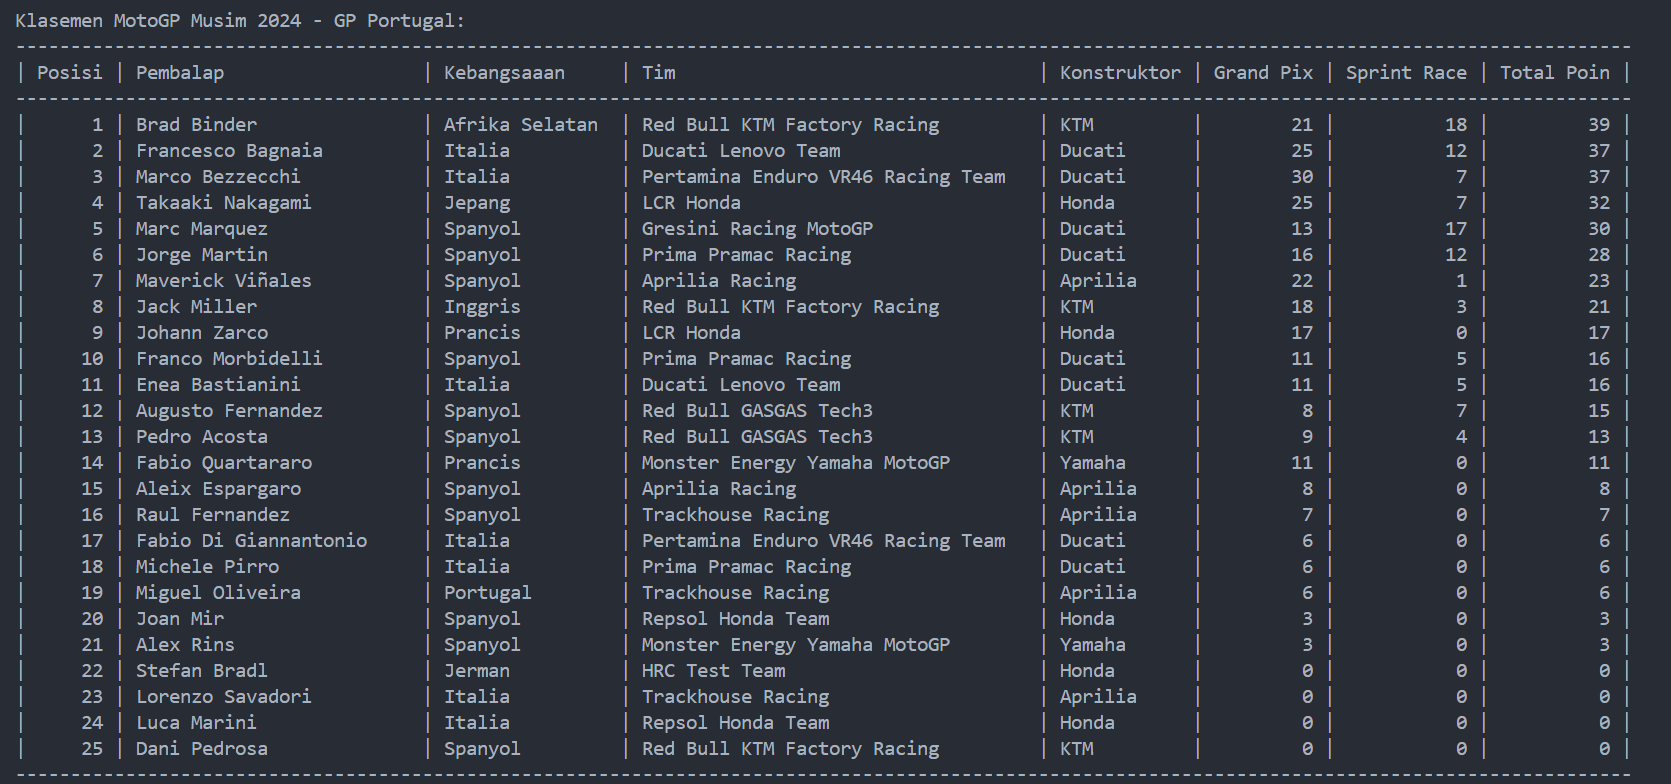 Klasemen MotoGP Musim 2024 - GP Portugal:
---------------------------------------------------------------------------------------------------------------------------------------------------
| Posisi | Pembalap                  | Kebangsaaan     | Tim                                 | Konstruktor | Grand Pix | Sprint Race | Total Poin |
---------------------------------------------------------------------------------------------------------------------------------------------------
|      1 | Brad Binder               | Afrika Selatan  | Red Bull KTM Factory Racing         | KTM         |        21 |          18 |         39 |
|      2 | Francesco Bagnaia         | Italia          | Ducati Lenovo Team                  | Ducati      |        25 |          12 |         37 |
|      3 | Marco Bezzecchi           | Italia          | Pertamina Enduro VR46 Racing Team   | Ducati      |        30 |           7 |         37 |
|      4 | Takaaki Nakagami          | Jepang          | LCR Honda                           | Honda       |        25 |           7 |         32 |
|      5 | Marc Marquez              | Spanyol         | Gresini Racing MotoGP               | Ducati      |        13 |          17 |         30 |
|      6 | Jorge Martin              | Spanyol         | Prima Pramac Racing                 | Ducati      |        16 |          12 |         28 |
|      7 | Maverick Viñales          | Spanyol         | Aprilia Racing                      | Aprilia     |        22 |           1 |         23 |
|      8 | Jack Miller               | Inggris         | Red Bull KTM Factory Racing         | KTM         |        18 |           3 |         21 |
|      9 | Johann Zarco              | Prancis         | LCR Honda                           | Honda       |        17 |           0 |         17 |
|     10 | Franco Morbidelli         | Spanyol         | Prima Pramac Racing                 | Ducati      |        11 |           5 |         16 |
|     11 | Enea Bastianini           | Italia          | Ducati Lenovo Team                  | Ducati      |        11 |           5 |         16 |
|     12 | Augusto Fernandez         | Spanyol         | Red Bull GASGAS Tech3               | KTM         |         8 |           7 |         15 |
|     13 | Pedro Acosta              | Spanyol         | Red Bull GASGAS Tech3               | KTM         |         9 |           4 |         13 |
|     14 | Fabio Quartararo          | Prancis         | Monster Energy Yamaha MotoGP        | Yamaha      |        11 |           0 |         11 |
|     15 | Aleix Espargaro           | Spanyol         | Aprilia Racing                      | Aprilia     |         8 |           0 |          8 |
|     16 | Raul Fernandez            | Spanyol         | Trackhouse Racing                   | Aprilia     |         7 |           0 |          7 |
|     17 | Fabio Di Giannantonio     | Italia          | Pertamina Enduro VR46 Racing Team   | Ducati      |         6 |           0 |          6 |
|     18 | Michele Pirro             | Italia          | Prima Pramac Racing                 | Ducati      |         6 |           0 |          6 |
|     19 | Miguel Oliveira           | Portugal        | Trackhouse Racing                   | Aprilia     |         6 |           0 |          6 |
|     20 | Joan Mir                  | Spanyol         | Repsol Honda Team                   | Honda       |         3 |           0 |          3 |
|     21 | Alex Rins                 | Spanyol         | Monster Energy Yamaha MotoGP        | Yamaha      |         3 |           0 |          3 |
|     22 | Stefan Bradl              | Jerman          | HRC Test Team                       | Honda       |         0 |           0 |          0 |
|     23 | Lorenzo Savadori          | Italia          | Trackhouse Racing                   | Aprilia     |         0 |           0 |          0 |
|     24 | Luca Marini               | Italia          | Repsol Honda Team                   | Honda       |         0 |           0 |          0 |
|     25 | Dani Pedrosa              | Spanyol         | Red Bull KTM Factory Racing         | KTM         |         0 |           0 |          0 |
---------------------------------------------------------------------------------------------------------------------------------------------------